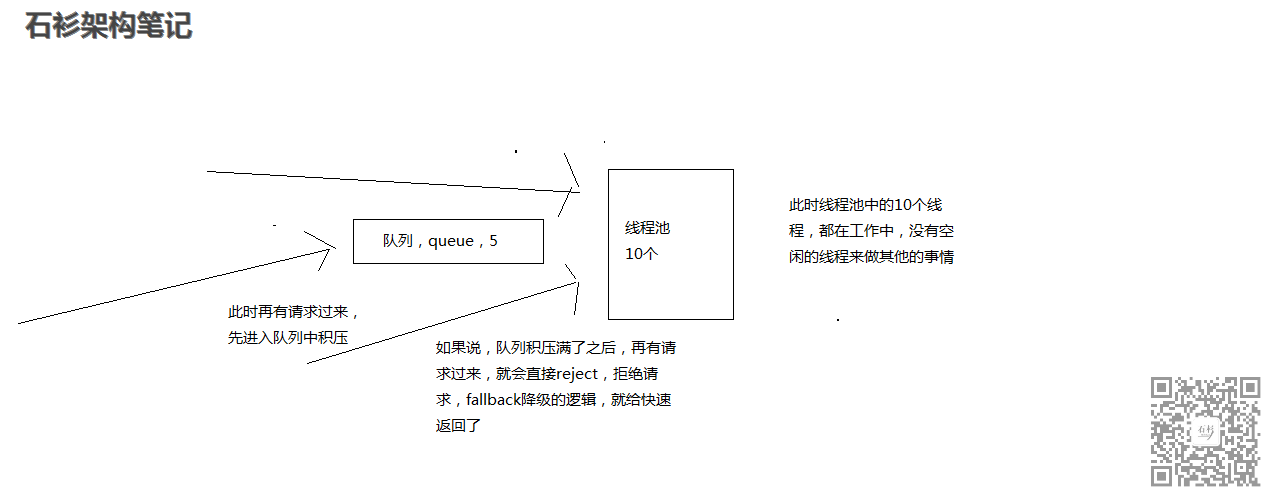 石衫架构笔记
此时线程池中的10个线
程，都在工作中，没有空
闲的线程来做其他的事情
线程池
10个
队列，queue，5
此时再有请求过来，
先进入队列中积压
如果说，队列积压满了之后，再有请
求过来，就会直接reject，拒绝请
求，fallback降级的逻辑，就给快速
返回了
石杉